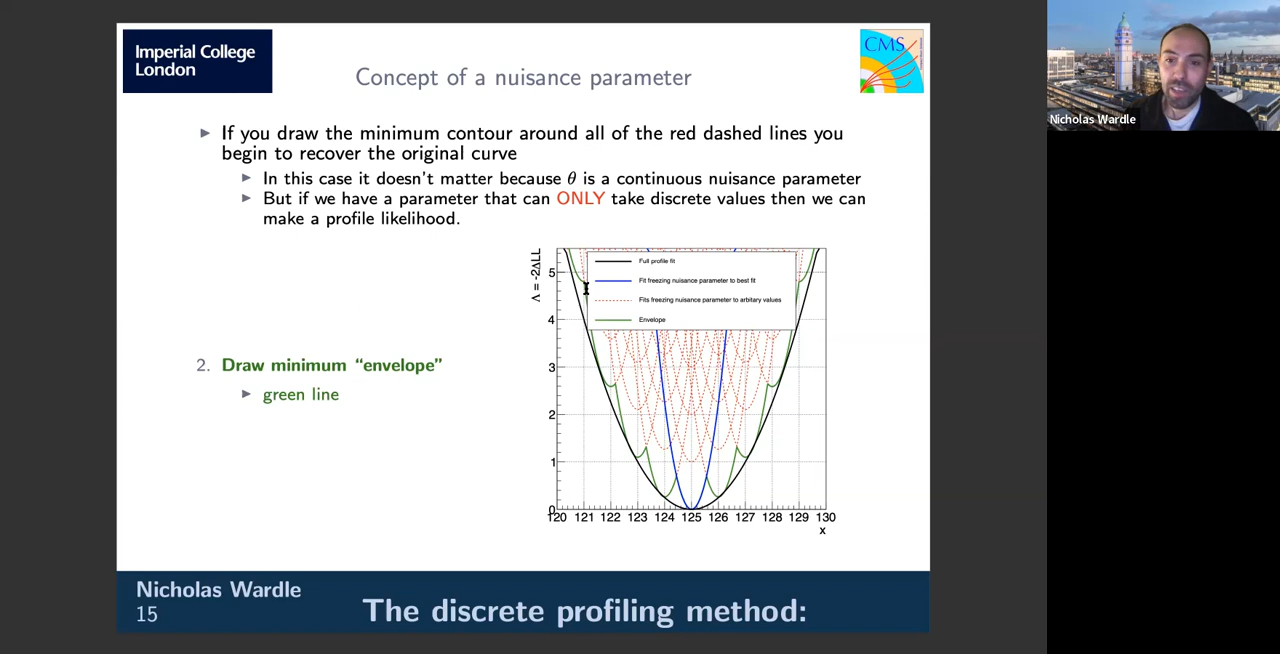 Imperial College
London
Concept of a nuisance parameter
CMS
Nicholas Wardle
▶ If you draw the minimum contour around all of the red dashed lines you
begin to recover the original curve
▶ In this case it doesn't matter because θ is a continuous nuisance parameter
▶ But if we have a parameter that can ONLY take discrete values then we can
make a profile likelihood.
2. Draw minimum “envelope”
▶ green line
Λ = -2ΔLL
Full profile fit
Fit freezing nuisance parameter to best fit
Fits freezing nuisance parameter to arbitary values
Envelope
5
4
3
2
1
0
120 121 122 123 124 125 126 127 128 129 130
x
Nicholas Wardle
15
The discrete profiling method: